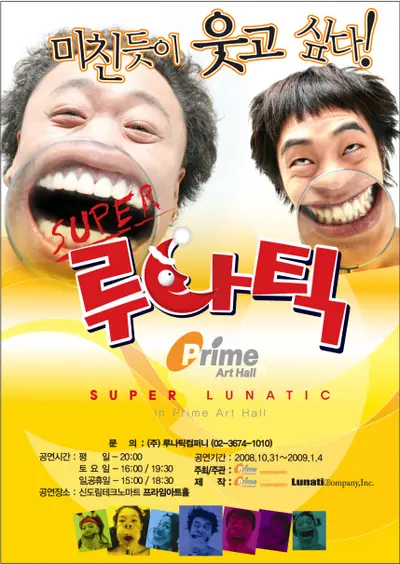 미친듯이 웃고 싶다!
SUPER
루나틱
Prime
Art Hall
SUPER LUNATIC
in Prime Art Hall
문 의 : (주) 루나틱컴퍼니 (02-3674-1010)
공연시간 : 평 일 - 20:00
토 요 일 - 16:00 / 19:30
일,공휴일 - 15:00 / 18:30
공연장소 : 신도림테크노마트 프라임아트홀
공연기간 : 2008.10.31~2009.1.4
주최/주관 : Prime
제 작 : Prime Lunatic Company, Inc.